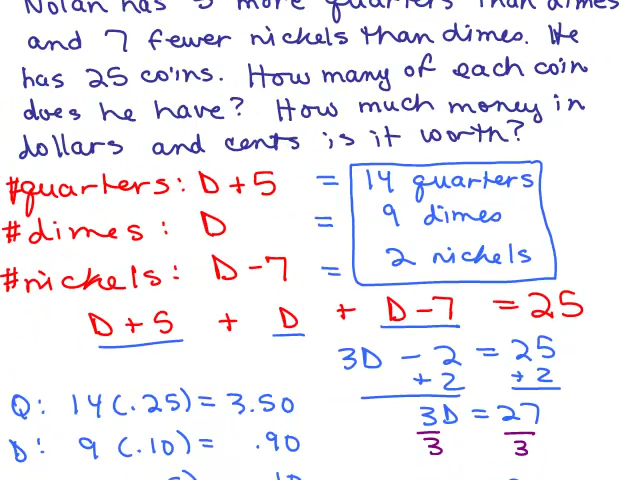 Nolan has 5 more quarters than dimes
and 7 fewer nickels than dimes. He
has 25 coins. How many of each coin
does he have? How much money in
dollars and cents is it worth?
#quarters: D+5 = 14 quarters
#dimes: D = 9 dimes
#nickels: D-7 = 2 nickels
D+5 + D + D-7 = 25
3D - 2 = 25
+2 +2
3D = 27
3 3
Q: 14(.25) = 3.50
D: 9(.10) = .90